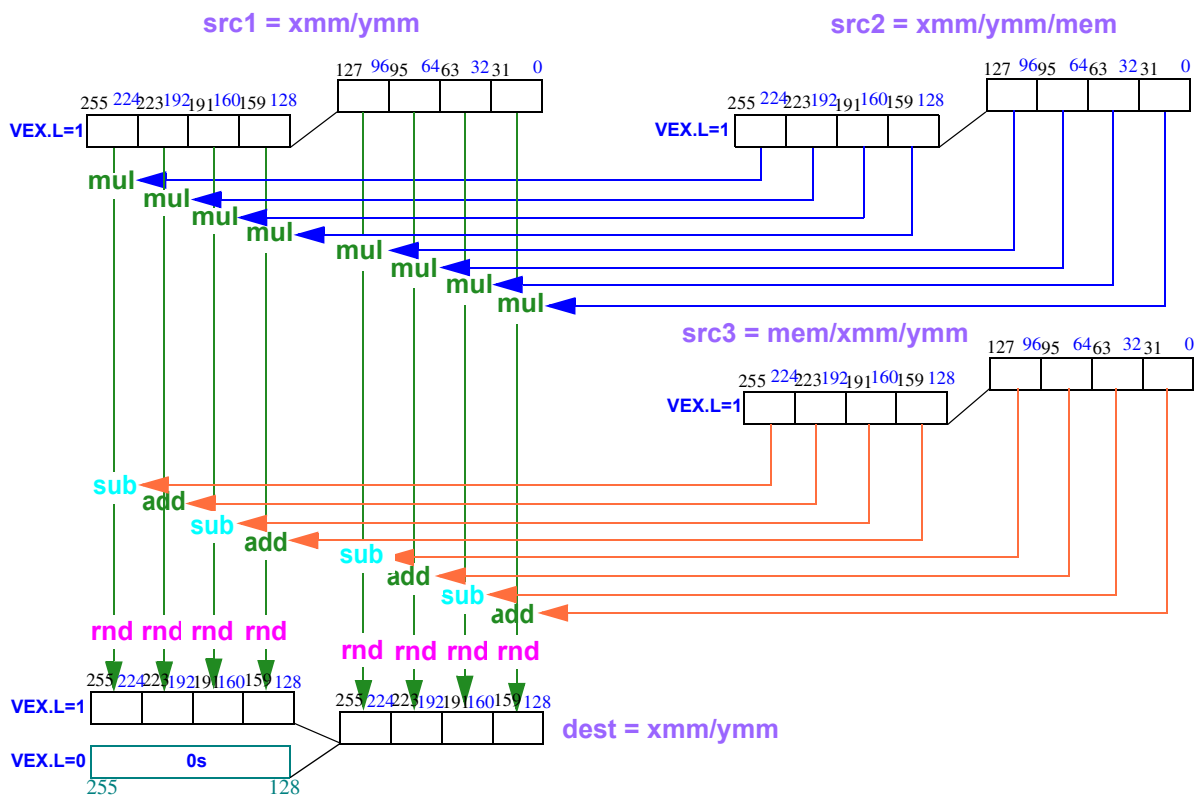 src1 = xmm/ymm
src2 = xmm/ymm/mem
127 96 95 64 63 32 31 0
127 96 95 64 63 32 31 0
255 224 223 192 191 160 159 128
255 224 223 192 191 160 159 128
VEX.L=1
VEX.L=1
mul
mul
mul
mul
mul
mul
mul
mul
src3 = mem/xmm/ymm
127 96 95 64 63 32 31 0
255 224 223 192 191 160 159 128
VEX.L=1
sub
add
sub
add
sub
add
sub
add
rnd rnd rnd rnd
rnd rnd rnd rnd
255 224 223 192 191 160 159 128
255 224 223 192 191 160 159 128
VEX.L=1
dest = xmm/ymm
VEX.L=0 0s
255 128